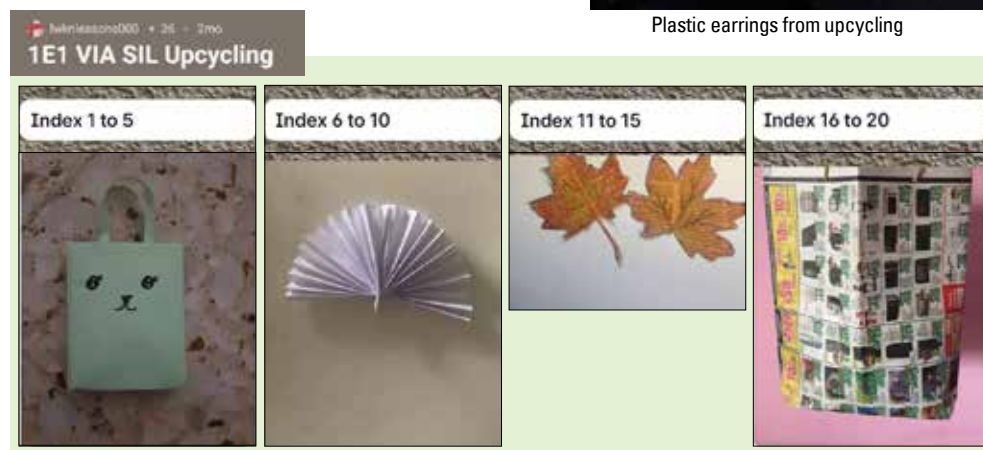 Plastic earrings from upcycling
1E1 VIA SIL Upcycling
Index 1 to 5
Index 6 to 10
Index 11 to 15
Index 16 to 20